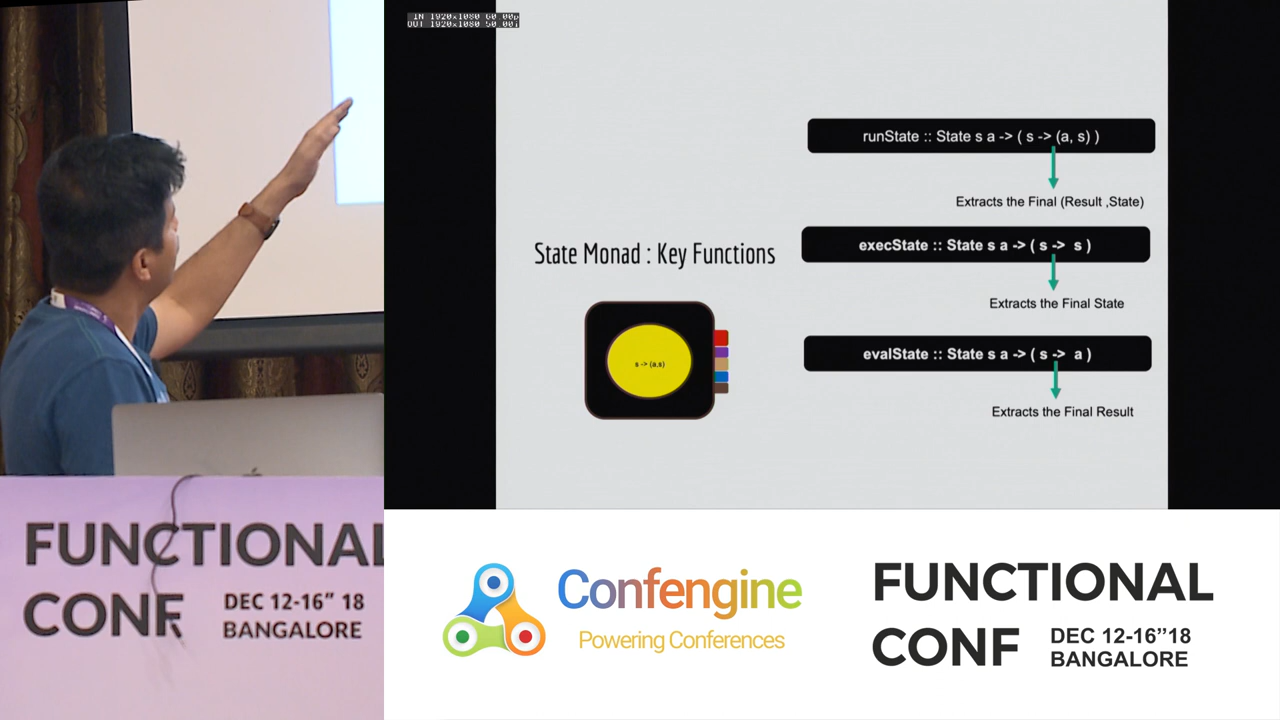 IN 1920x1080 60.00p
OUT 1920x1080 50.00i
runState :: State s a -> ( s -> (a, s) )
Extracts the Final (Result ,State)
execState :: State s a -> ( s -> s )
Extracts the Final State
State Monad : Key Functions
s -> (a,s)
evalState :: State s a -> ( s -> a )
Extracts the Final Result
FUNCTIONAL
CONF
DEC 12-16” 18
BANGALORE
Confengine
Powering Conferences
FUNCTIONAL
CONF
DEC 12-16”18
BANGALORE